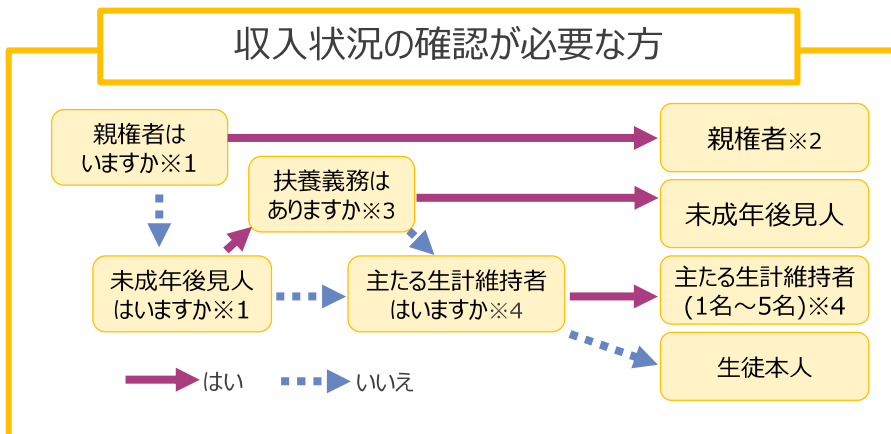 収入状況の確認が必要な方
親権者は
いますか※1
親権者※2
扶養義務は
ありますか※3
未成年後見人
未成年後見人
はいますか※1
主たる生計維持者
はいますか※4
主たる生計維持者
(1名～5名)※4
生徒本人
はい
いいえ